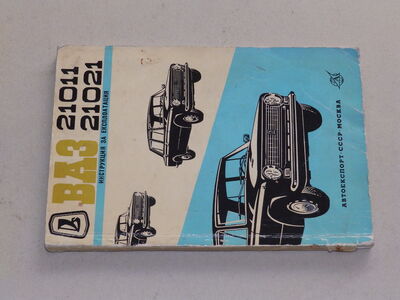 ВАЗ
21011
21021
ИНСТРУКЦИЯ ЗА ЕКСПЛОАТАЦИЯ
АВТОЕКСПОРТ·СССР·МОСКВА